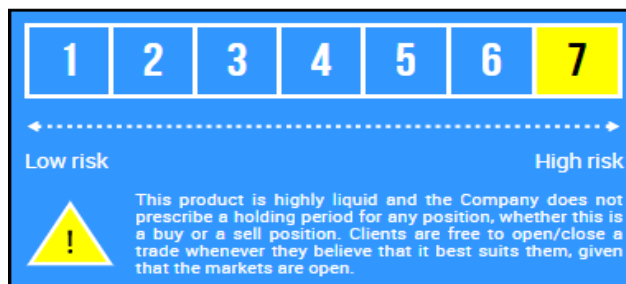 1 2 3 4 5 6 7
Low risk High risk
This product is highly liquid and the Company does not
prescribe a holding period for any position, whether this is
a buy or a sell position. Clients are free to open/close a
trade whenever they believe that it best suits them, given
that the markets are open.
!